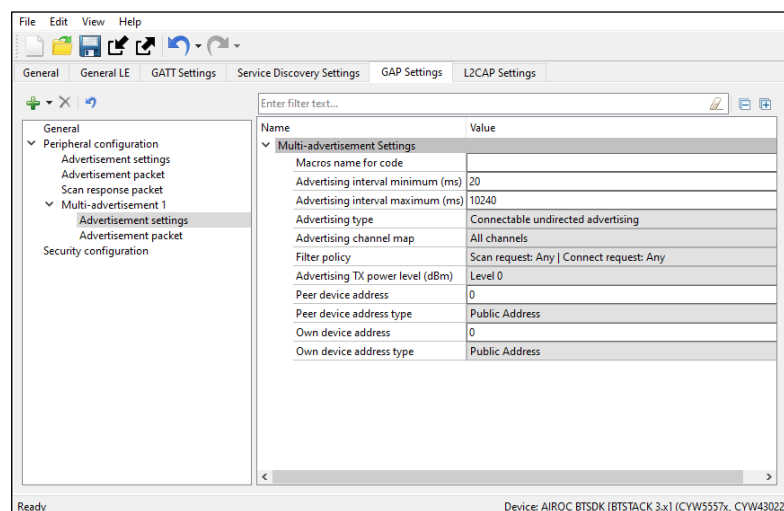 File Edit View Help
General General LE GATT Settings Service Discovery Settings GAP Settings L2CAP Settings
Enter filter text...
General
Peripheral configuration
Advertisement settings
Advertisement packet
Scan response packet
Multi-advertisement 1
Advertisement settings
Advertisement packet
Security configuration
Name Value
Multi-advertisement Settings
Macros name for code
Advertising interval minimum (ms) 20
Advertising interval maximum (ms) 10240
Advertising type Connectable undirected advertising
Advertising channel map All channels
Filter policy Scan request: Any | Connect request: Any
Advertising TX power level (dBm) Level 0
Peer device address 0
Peer device address type Public Address
Own device address 0
Own device address type Public Address
Ready Device: AIROC BTSDK [BTSTACK 3.x] (CYW5557x, CYW43022